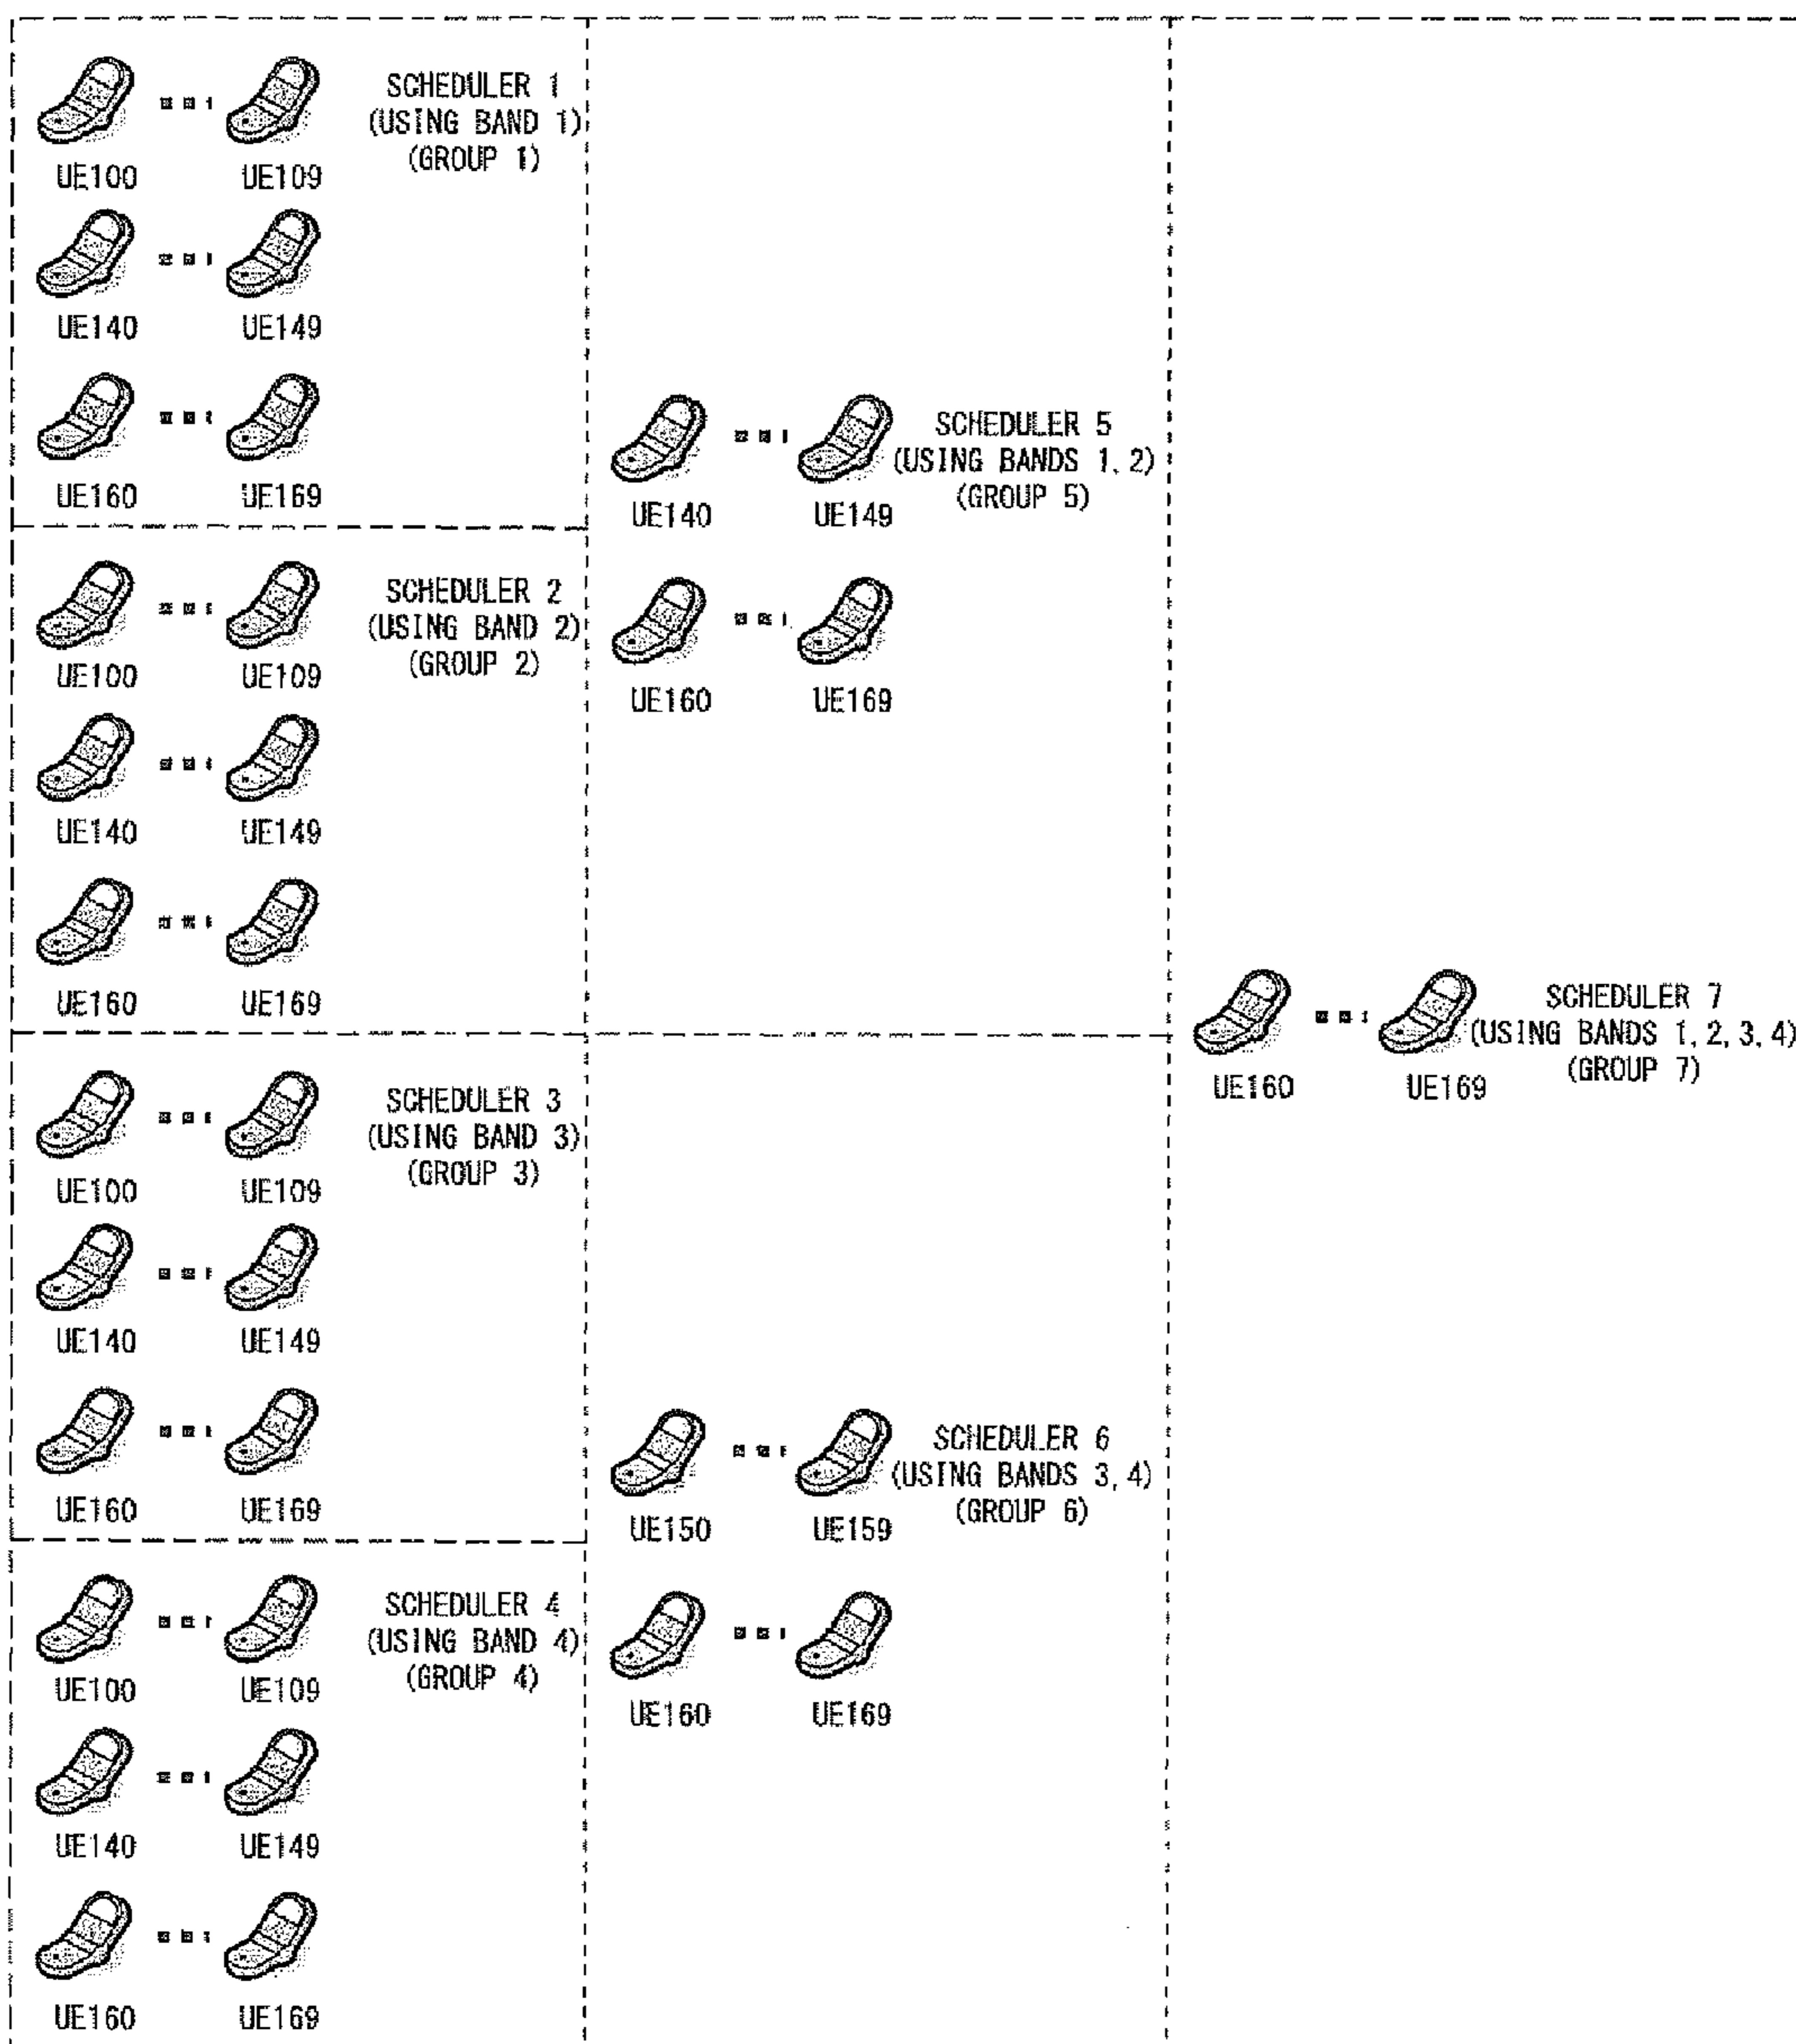 SCHEDULER 1
(USING BAND 1)
(GROUP 1)
UE100 UE109
UE140 UE149
UE160 UE169
SCHEDULER 2
(USING BAND 2)
(GROUP 2)
UE100 UE109
UE140 UE149
UE160 UE169
SCHEDULER 3
(USING BAND 3)
(GROUP 3)
UE100 UE109
UE140 UE149
UE160 UE169
SCHEDULER 4
(USING BAND 4)
(GROUP 4)
UE100 UE109
UE140 UE149
UE160 UE169
SCHEDULER 5
(USING BANDS 1, 2)
(GROUP 5)
UE140 UE149
UE160 UE169
SCHEDULER 6
(USING BANDS 3, 4)
(GROUP 6)
UE150 UE159
UE160 UE169
SCHEDULER 7
(USING BANDS 1, 2, 3, 4)
(GROUP 7)
UE160 UE169